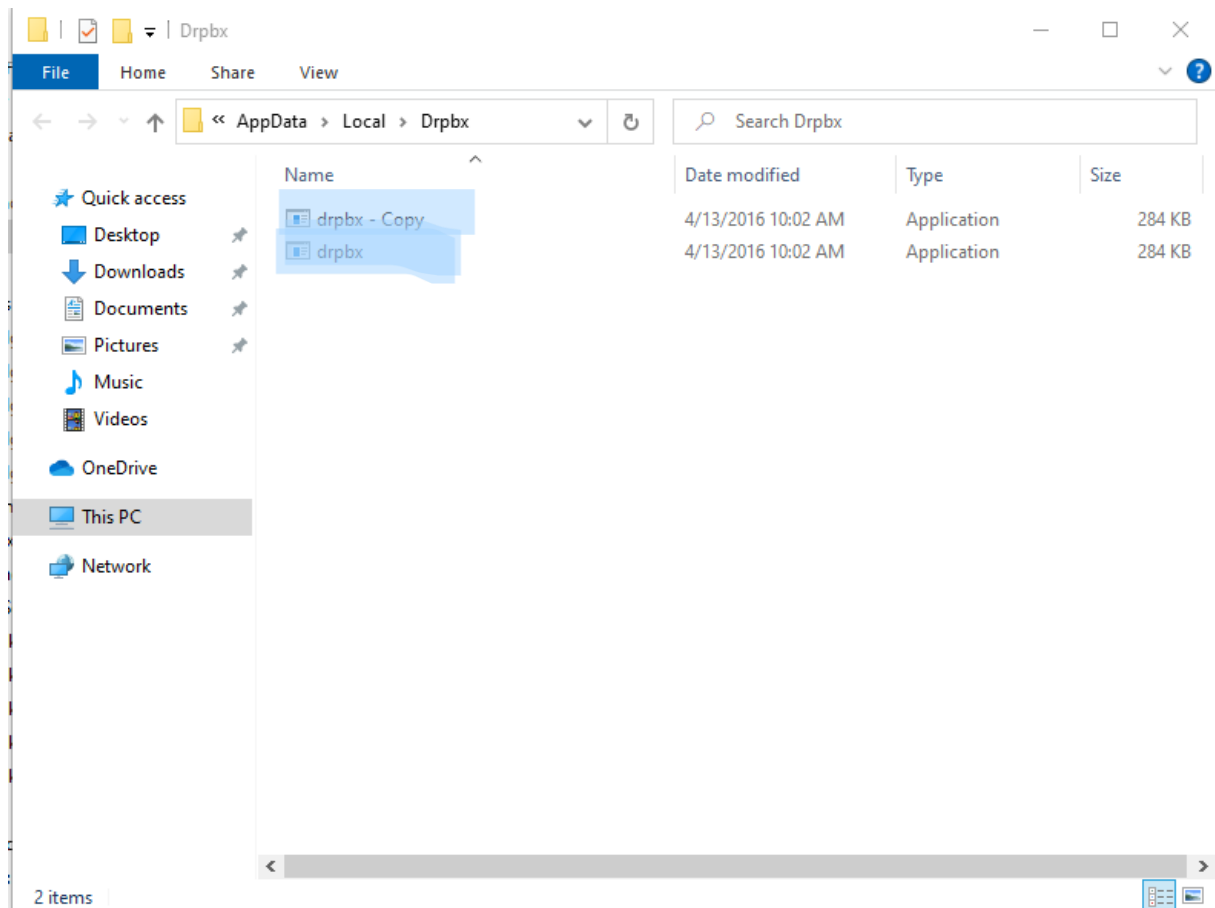 Drpbx
File Home Share View
« AppData > Local > Drpbx Search Drpbx
Name Date modified Type Size
drpbx - Copy 4/13/2016 10:02 AM Application 284 KB
drpbx 4/13/2016 10:02 AM Application 284 KB
Quick access
Desktop
Downloads
Documents
Pictures
Music
Videos
OneDrive
This PC
Network
2 items